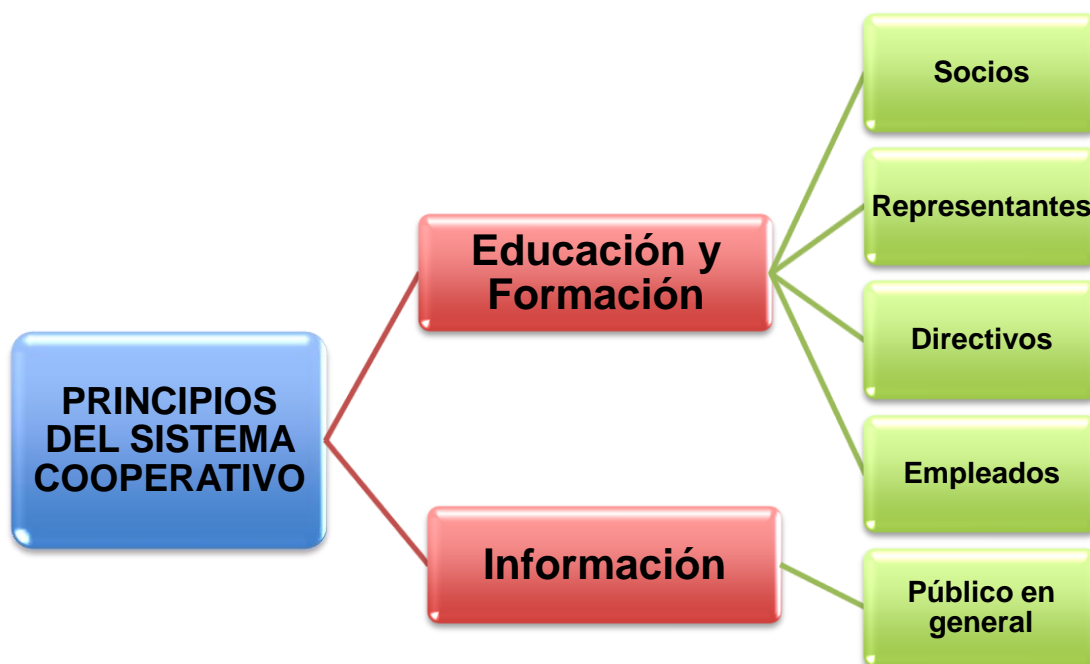 PRINCIPIOS
DEL SISTEMA
COOPERATIVO
Educación y
Formación
Información
Socios
Representantes
Directivos
Empleados
Público en
general